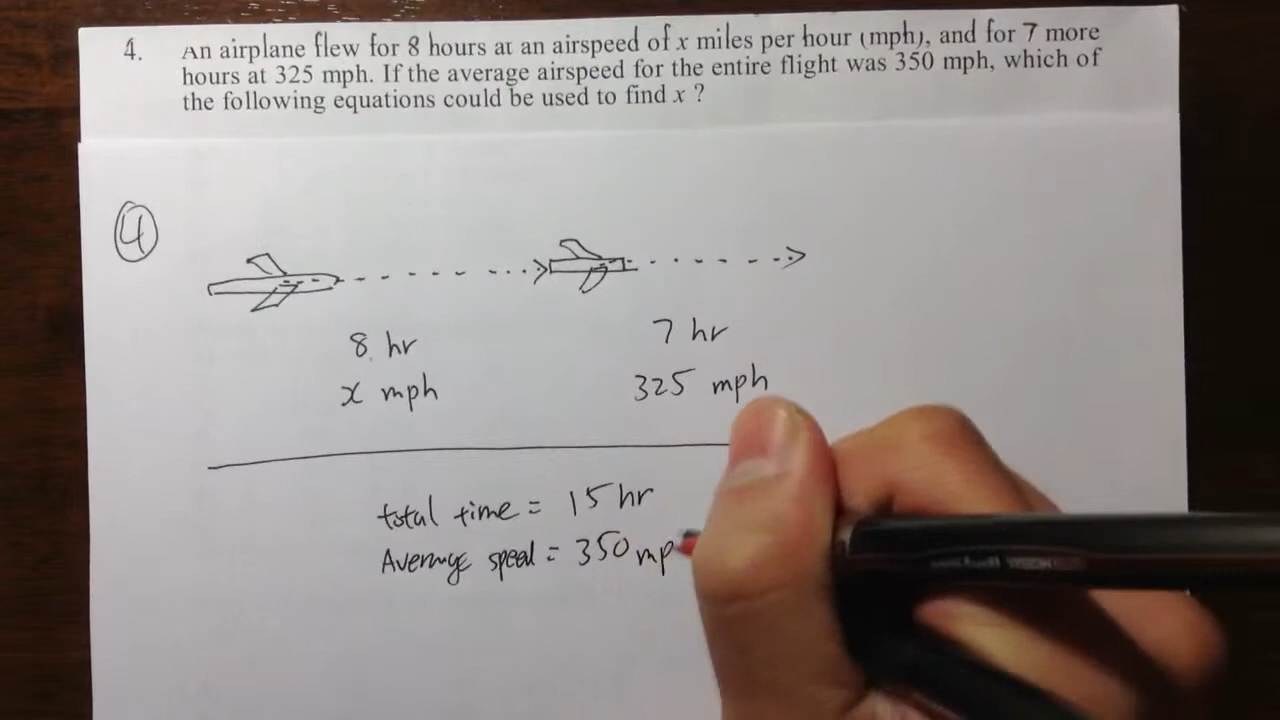 4. An airplane flew for 8 hours at an airspeed of x miles per hour (mph), and for 7 more
hours at 325 mph. If the average airspeed for the entire flight was 350 mph, which of
the following equations could be used to find x ?
4
8 hr
7 hr
x mph
325 mph
total time = 15 hr
Average speed = 350 mp